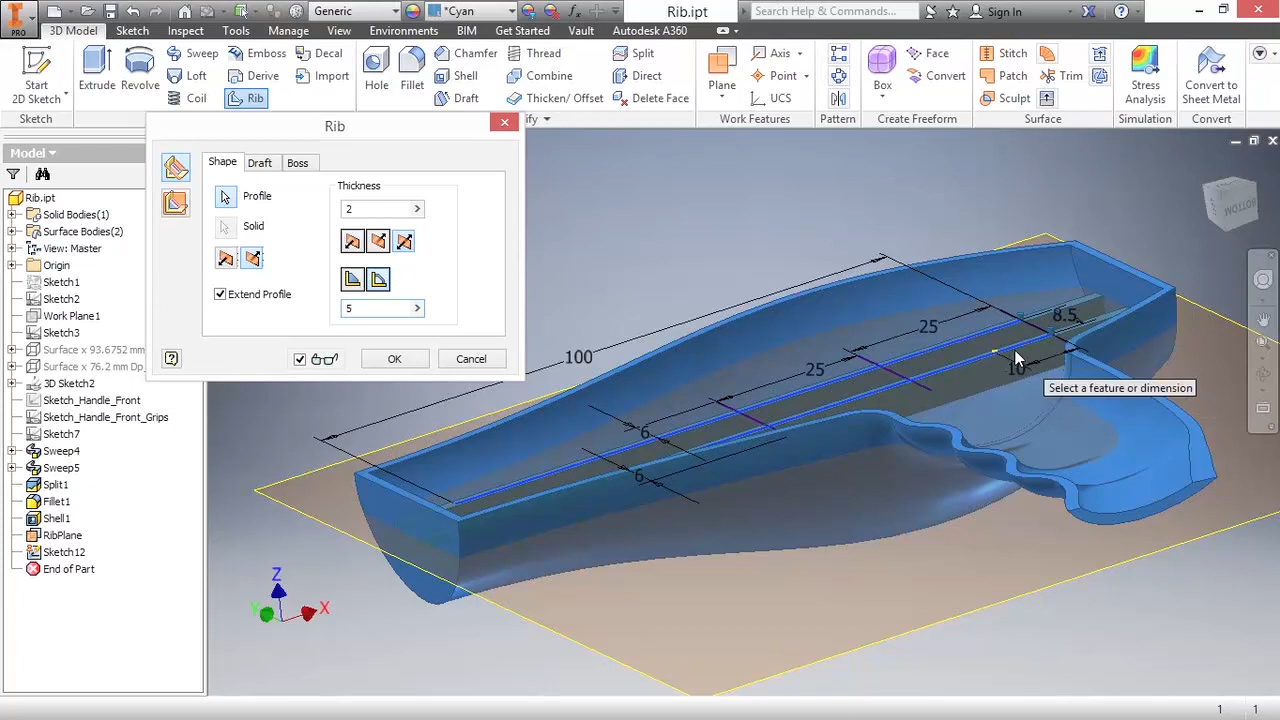 Generic
*Cyan
fx
Rib.ipt
Search Help & Commands...
Sign In
PRO
3D Model Sketch Inspect Tools Manage View Environments BIM Get Started Vault Autodesk A360
Start
2D Sketch
Extrude
Revolve
Sweep
Loft
Coil
Emboss
Derive
Rib
Decal
Import
Hole
Fillet
Chamfer
Shell
Draft
Thread
Combine
Thicken/ Offset
Split
Direct
Delete Face
Plane
Axis
Point
UCS
Box
Face
Convert
Stitch
Patch
Sculpt
Trim
Stress
Analysis
Convert to
Sheet Metal
Sketch
Work Features
Pattern
Create Freeform
Surface
Simulation
Convert
Model
Rib.ipt
Solid Bodies(1)
Surface Bodies(2)
View: Master
Origin
Sketch1
Sketch2
Work Plane1
Sketch3
Surface x 93.6752 mm
Surface x 76.2 mm Dp_
3D Sketch2
Sketch_Handle_Front
Sketch_Handle_Front_Grips
Sketch7
Sweep4
Sweep5
Split1
Fillet1
Shell1
RibPlane
Sketch12
End of Part
Rib
Shape Draft Boss
Profile
Solid
Extend Profile
Thickness
2
5
OK
Cancel
BOTTOM
100
25
25
8.5
10
6
6
Select a feature or dimension
Z
Y
X
1 1